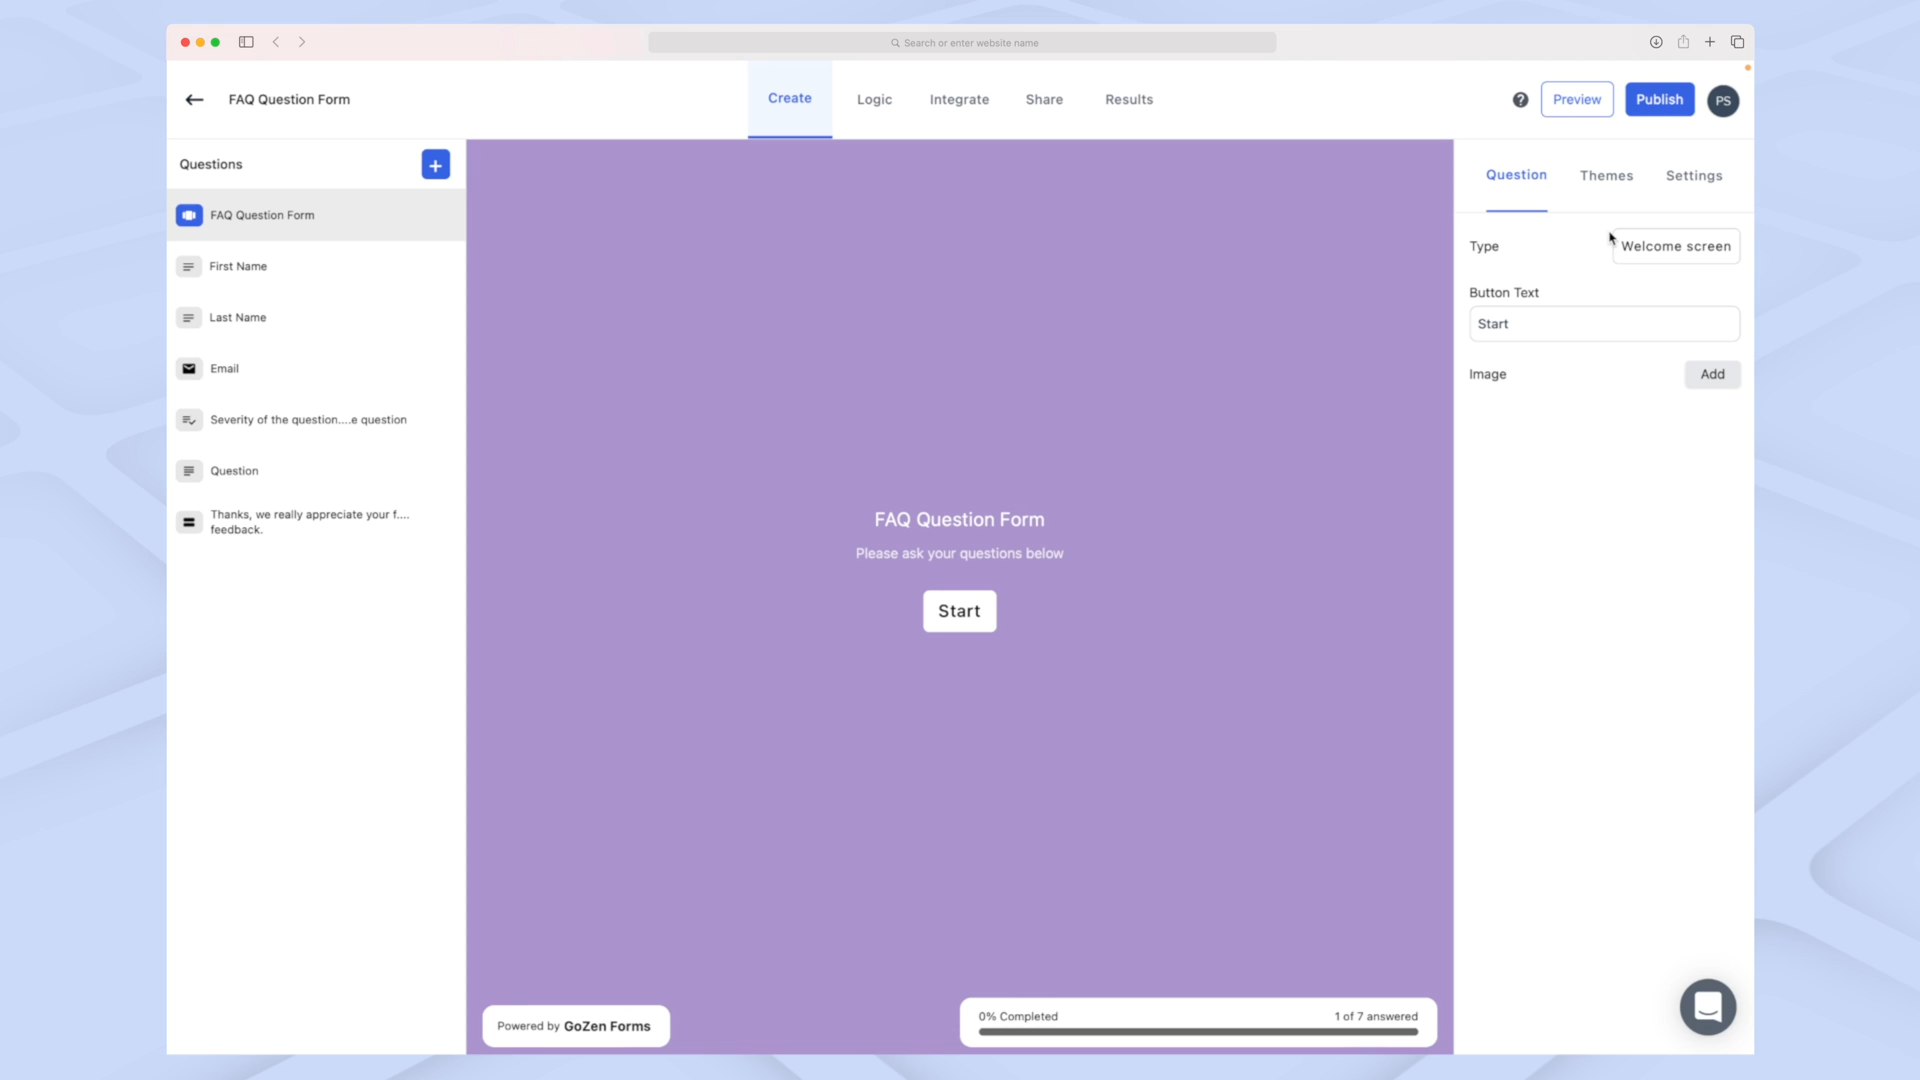 Search or enter website name
FAQ Question Form
Create
Logic
Integrate
Share
Results
?
Preview
Publish
PS
Questions
+
FAQ Question Form
First Name
Last Name
Email
Severity of the question....e question
Question
Thanks, we really appreciate your f....
feedback.
FAQ Question Form
Please ask your questions below
Start
Powered by GoZen Forms
0% Completed
1 of 7 answered
Question
Themes
Settings
Type
Welcome screen
Button Text
Start
Image
Add